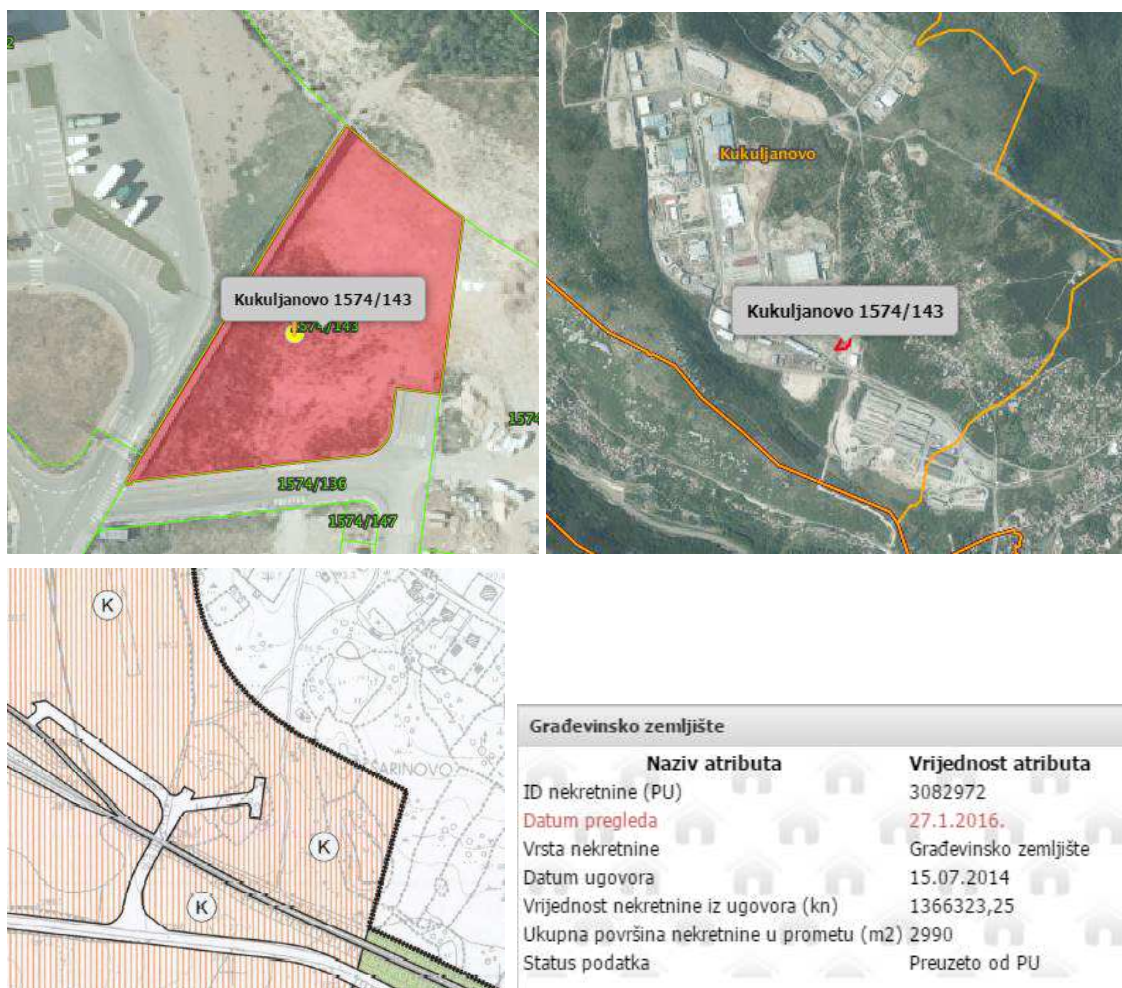 Kukuljanovo 1574/143
1574/143
1574/136
1574/147
1574
2
Kukuljanovo
Kukuljanovo 1574/143
K
ŠARINOVO
K
K
Građevinsko zemljište
Naziv atributa Vrijednost atributa
ID nekretnine (PU) 3082972
Datum pregleda 27.1.2016.
Vrsta nekretnine Građevinsko zemljište
Datum ugovora 15.07.2014
Vrijednost nekretnine iz ugovora (kn) 1366323,25
Ukupna površina nekretnine u prometu (m2) 2990
Status podatka Preuzeto od PU